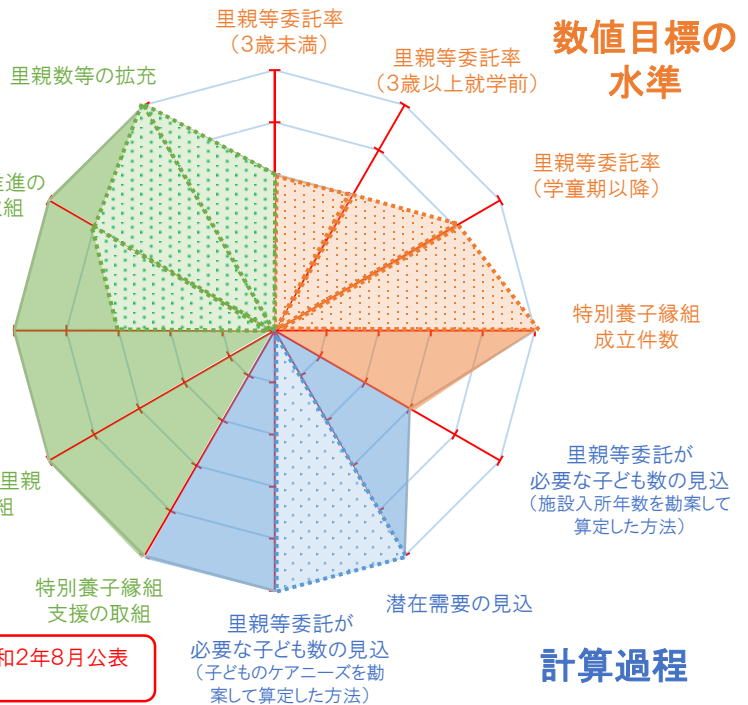 里親等委託率
（3歳未満）
数値目標の
水準
里親等委託率
（3歳以上就学前）
里親数等の拡充
里親等委託率
（学童期以降）
進の
組
特別養子縁組
成立件数
里親等委託が
必要な子ども数の見込
（施設入所年数を勘案して
算定した方法）
里親
組
特別養子縁組
支援の取組
潜在需要の見込
里親等委託が
必要な子ども数の見込
（子どものケアニーズを勘
案して算定した方法）
和2年8月公表
計算過程